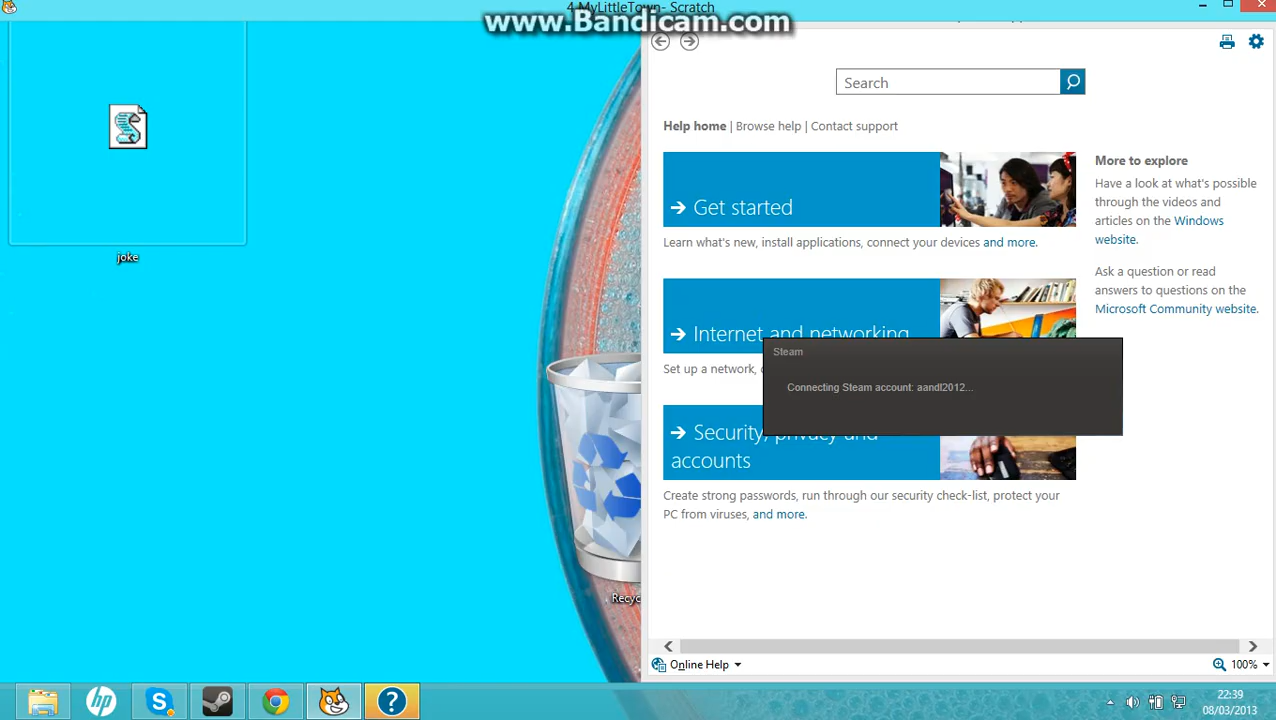 4 MyLittleTown- Scratch
www.Bandicam.com
Search
Help home | Browse help | Contact support
joke
Get started
Learn what's new, install applications, connect your devices and more.
Internet and networking
Set up a network,
Security, privacy and
accounts
Create strong passwords, run through our security check-list, protect your
PC from viruses, and more.
More to explore
Have a look at what's possible
through the videos and
articles on the Windows
website.
Ask a question or read
answers to questions on the
Microsoft Community website.
Steam
Connecting Steam account: aandl2012...
Recyc
Online Help
100%
hp
S
?
22:39
08/03/2013